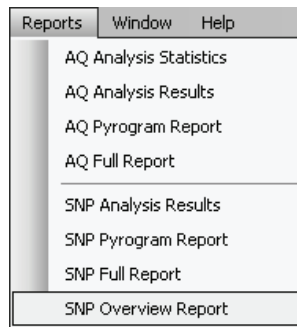 Reports Window Help
AQ Analysis Statistics
AQ Analysis Results
AQ Pyrogram Report
AQ Full Report
SNP Analysis Results
SNP Pyrogram Report
SNP Full Report
SNP Overview Report